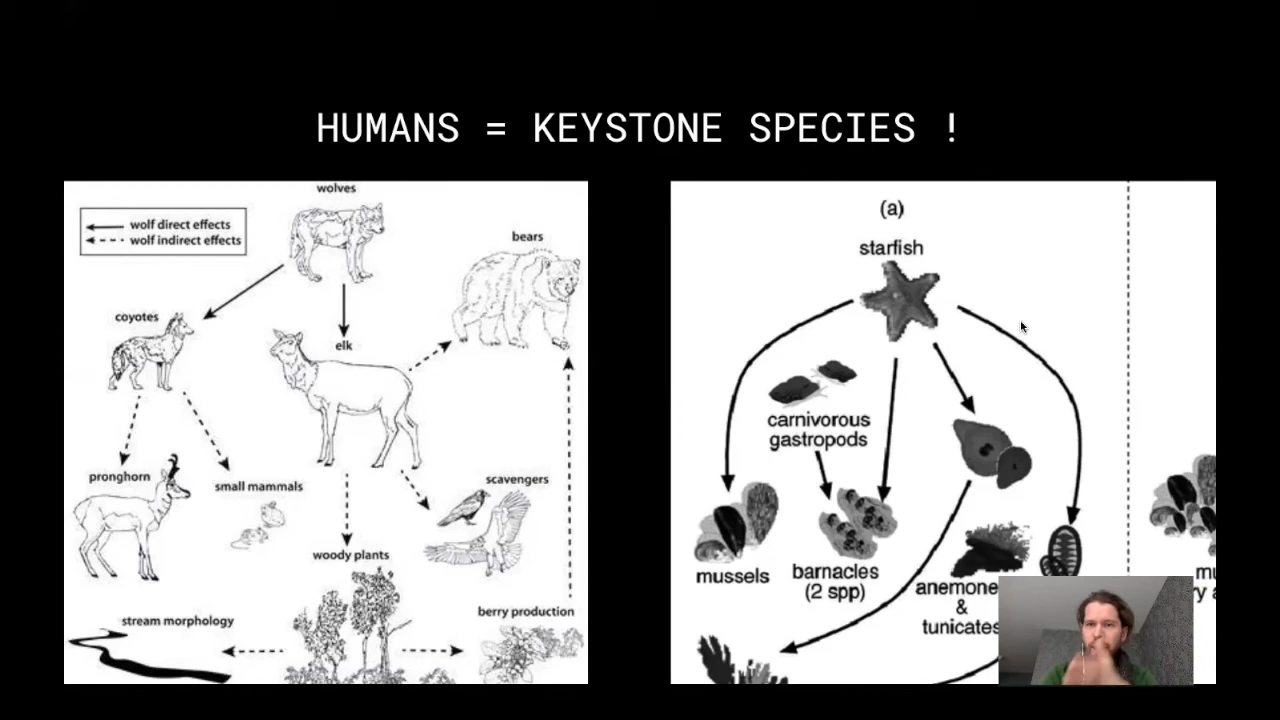 HUMANS = KEYSTONE SPECIES !
wolves
wolf direct effects
wolf indirect effects
bears
coyotes
elk
pronghorn
small mammals
scavengers
woody plants
stream morphology
berry production
(a)
starfish
carnivorous
gastropods
mussels
barnacles
(2 spp)
anemone
&
tunicates